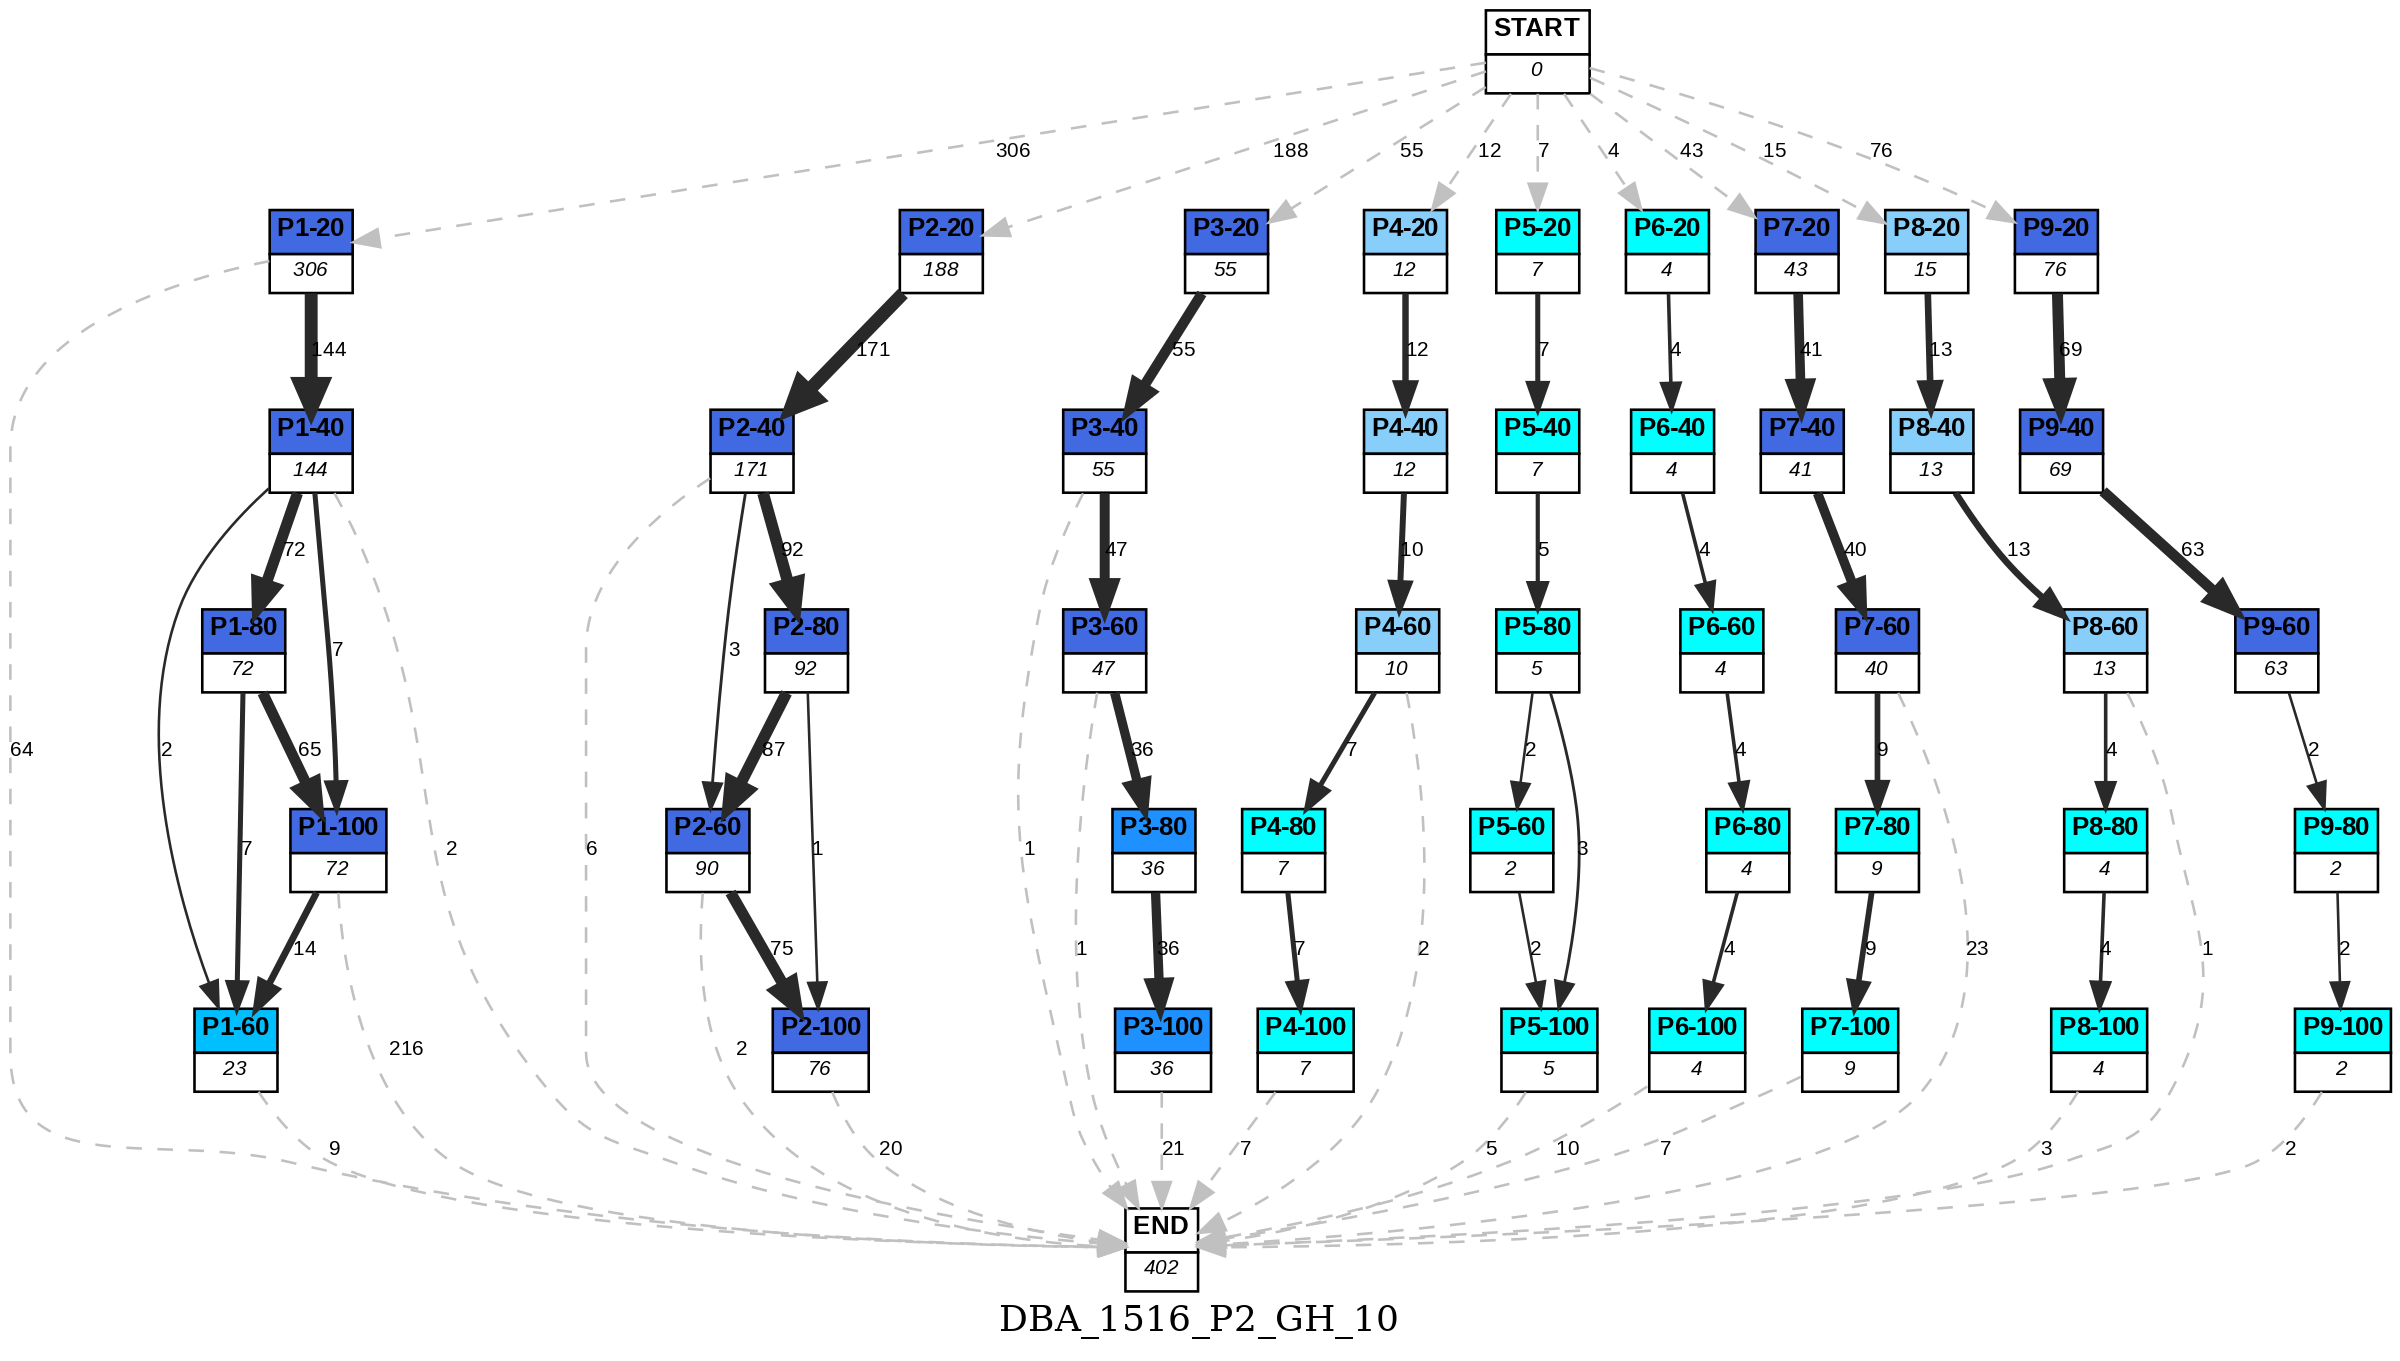 START
0
306
188
55
12
7
4
43
15
76
P1-20
306
P2-20
188
P3-20
55
P4-20
12
P5-20
7
P6-20
4
P7-20
43
P8-20
15
P9-20
76
144
171
55
12
7
4
41
13
69
P1-40
144
P2-40
171
P3-40
55
P4-40
12
P5-40
7
P6-40
4
P7-40
41
P8-40
13
P9-40
69
72
92
47
10
5
4
40
13
63
P1-80
72
7
3
P2-80
92
P3-60
47
P4-60
10
P5-80
5
P6-60
4
P7-60
40
P8-60
13
P9-60
63
64
2
65
87
36
7
2
4
9
4
2
P1-100
72
2
6
P2-60
90
1
1
P3-80
36
P4-80
7
P5-60
2
3
P6-80
4
P7-80
9
P8-80
4
P9-80
2
7
14
75
1
36
7
2
2
4
9
23
4
1
2
P1-60
23
216
2
P2-100
76
P3-100
36
P4-100
7
P5-100
5
P6-100
4
P7-100
9
P8-100
4
P9-100
2
9
20
21
7
5
10
7
3
2
END
402
DBA_1516_P2_GH_10